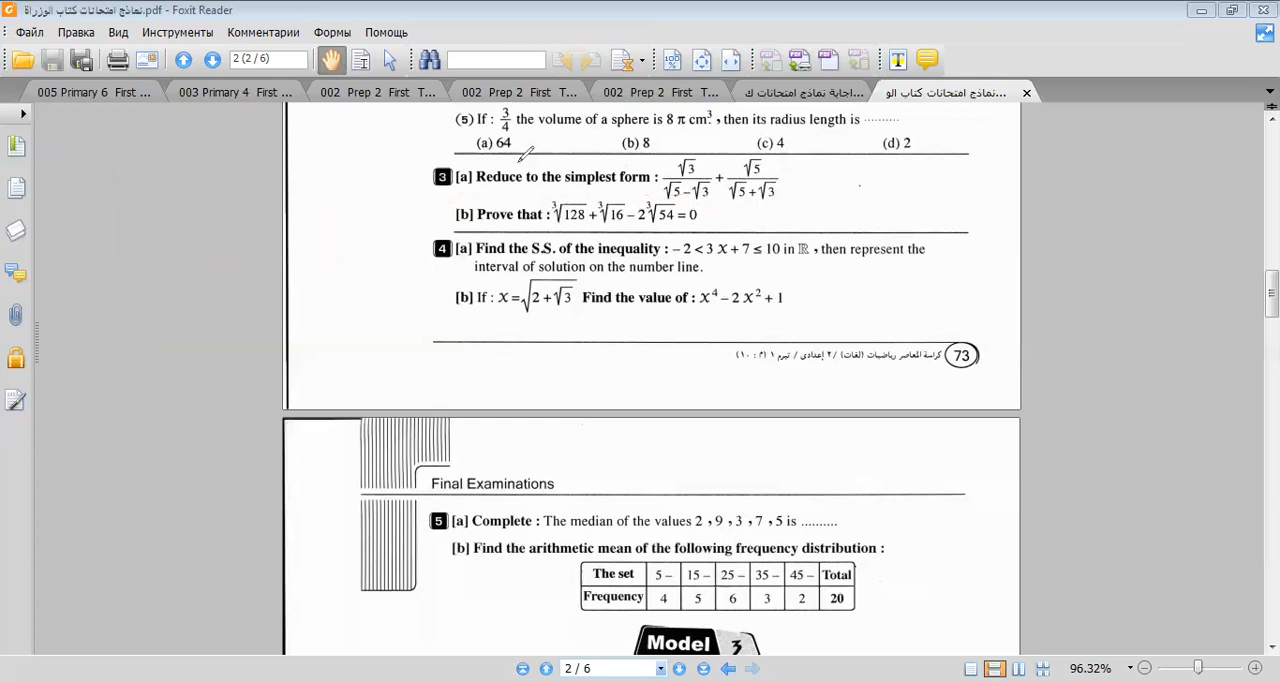 نماذج امتحانات كتاب الوزراة.pdf - Foxit Reader
Файл Правка Вид Инструменты Комментарии Формы Помощь
2 (2 / 6)
005 Primary 6 First ... 003 Primary 4 First ... 002 Prep 2 First T... 002 Prep 2 First T... 002 Prep 2 First T... اجابة نماذج امتحانات ك... نماذج امتحانات كتاب الو...
(5) If : 3/4 the volume of a sphere is 8 π cm³, then its radius length is ..........
(a) 64 (b) 8 (c) 4 (d) 2
3 [a] Reduce to the simplest form : √3/(√5 – √3) + √5/(√5 + √3)
[b] Prove that : ∛128 + ∛16 – 2 ∛54 = 0
4 [a] Find the S.S. of the inequality : – 2 < 3 X + 7 ≤ 10 in ℝ , then represent the
interval of solution on the number line.
[b] If : X = √(2 + √3) Find the value of : X⁴ – 2 X² + 1
كراسة المعاصر رياضيات (لغات) / ٢ إعدادى / تيرم ١ (م : ١٠) 73
Final Examinations
5 [a] Complete : The median of the values 2 , 9 , 3 , 7 , 5 is ..........
[b] Find the arithmetic mean of the following frequency distribution :
The set 5 – 15 – 25 – 35 – 45 – Total
Frequency 4 5 6 3 2 20
Model 3
2 / 6 96.32%